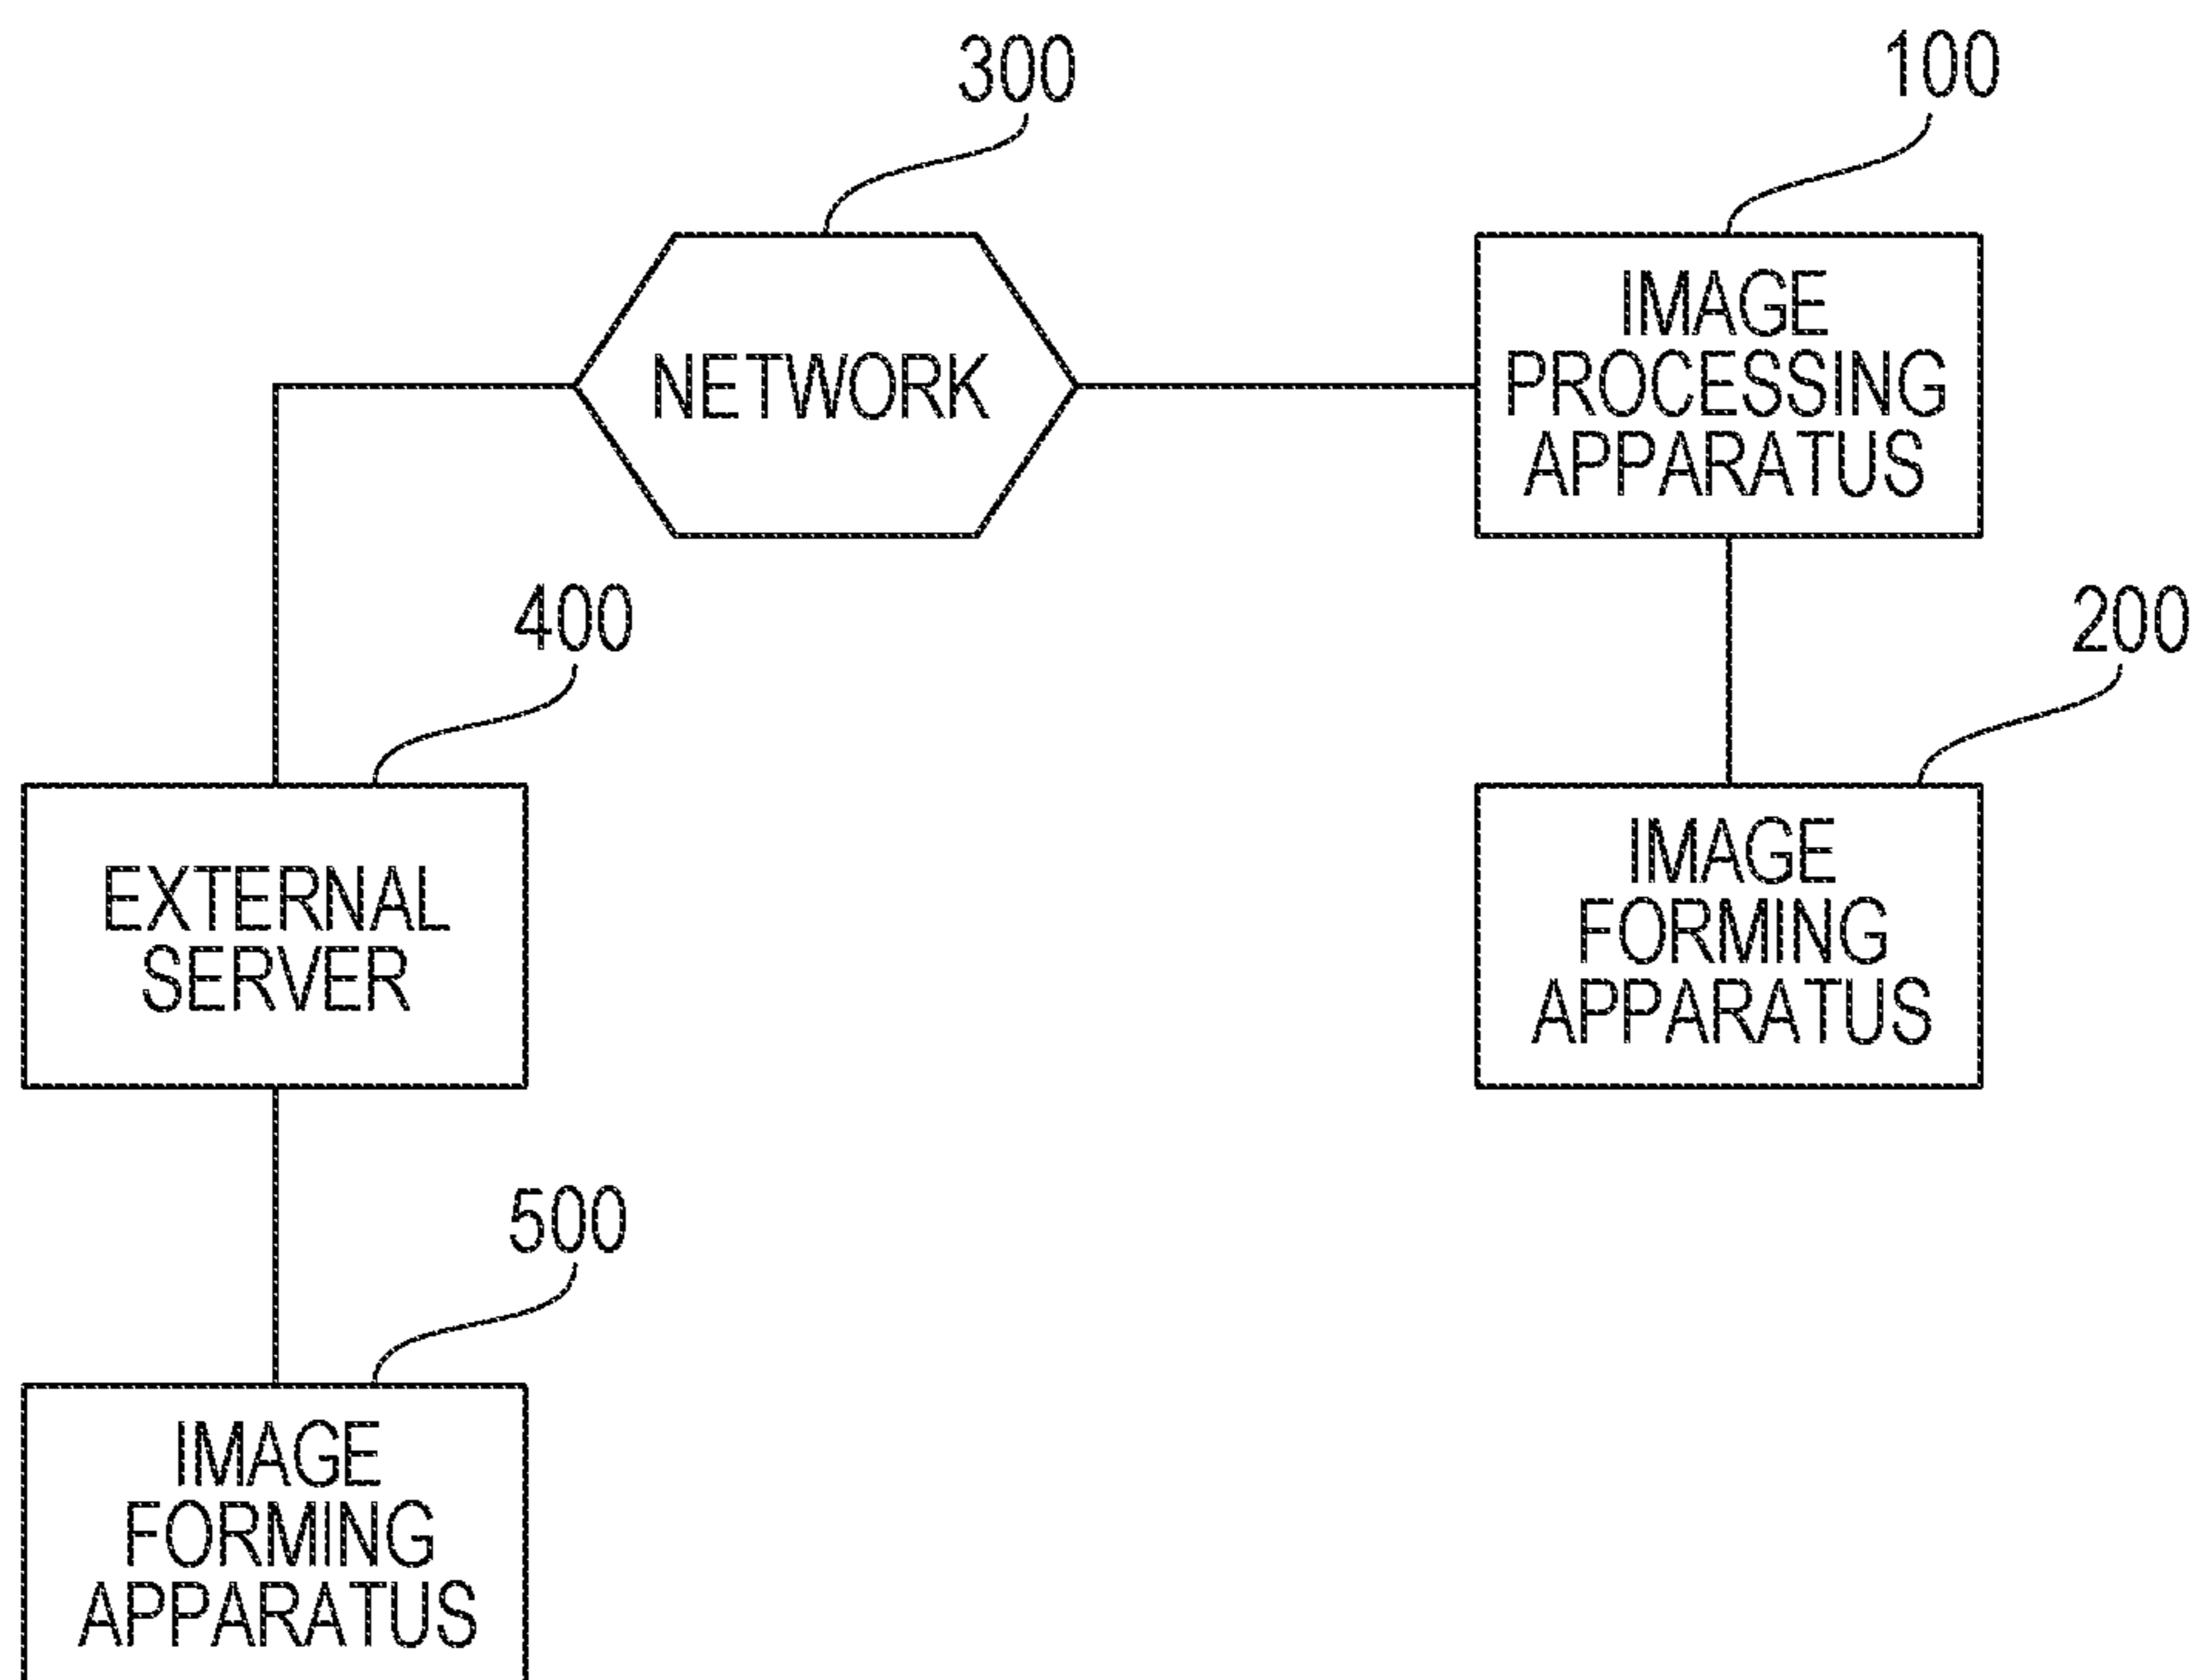 300
100
NETWORK
IMAGE
PROCESSING
APPARATUS
400
200
EXTERNAL
SERVER
IMAGE
FORMING
APPARATUS
500
IMAGE
FORMING
APPARATUS